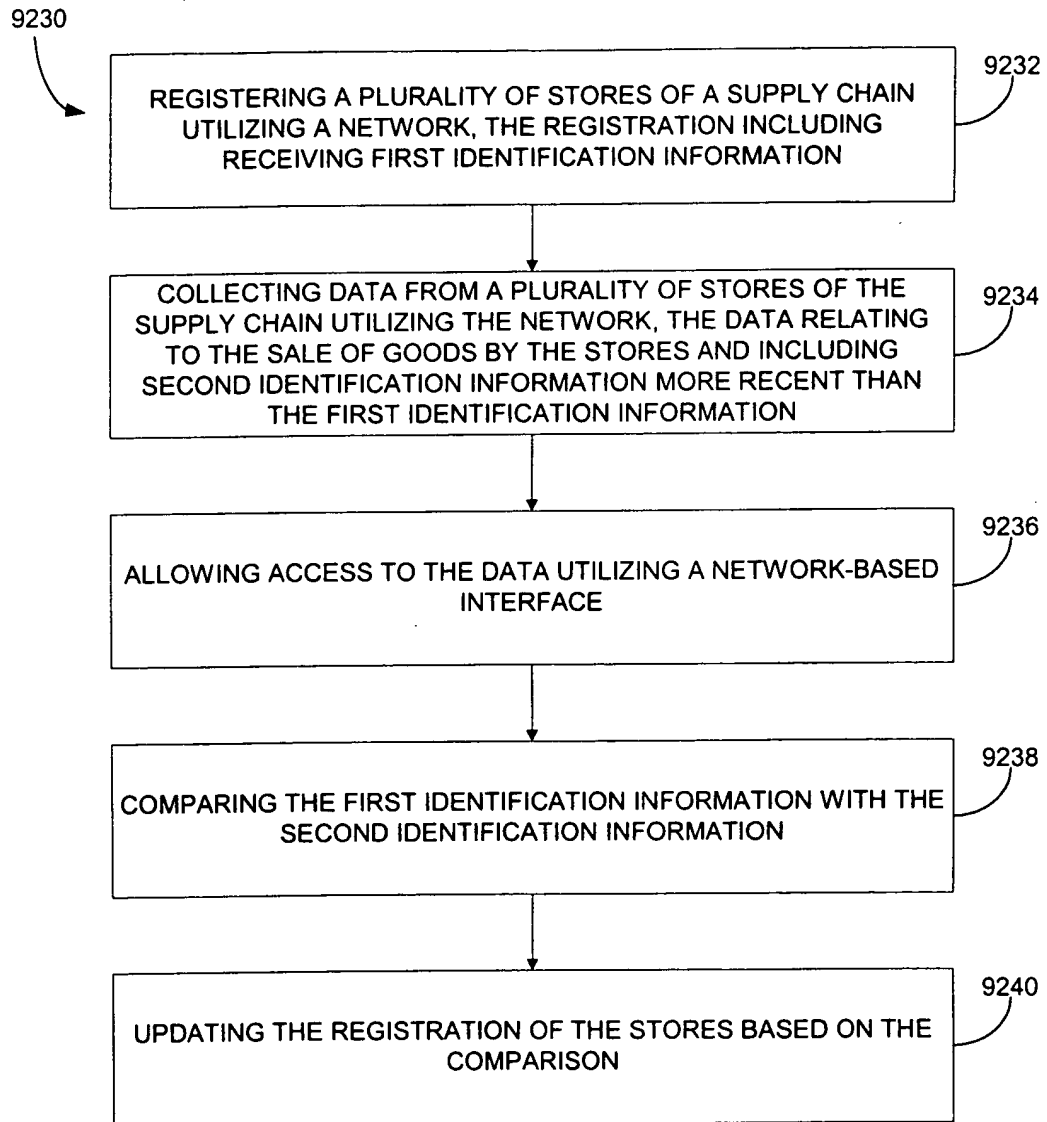 9230
9232
REGISTERING A PLURALITY OF STORES OF A SUPPLY CHAIN
UTILIZING A NETWORK, THE REGISTRATION INCLUDING
RECEIVING FIRST IDENTIFICATION INFORMATION
9234
COLLECTING DATA FROM A PLURALITY OF STORES OF THE
SUPPLY CHAIN UTILIZING THE NETWORK, THE DATA RELATING
TO THE SALE OF GOODS BY THE STORES AND INCLUDING
SECOND IDENTIFICATION INFORMATION MORE RECENT THAN
THE FIRST IDENTIFICATION INFORMATION
9236
ALLOWING ACCESS TO THE DATA UTILIZING A NETWORK-BASED
INTERFACE
9238
COMPARING THE FIRST IDENTIFICATION INFORMATION WITH THE
SECOND IDENTIFICATION INFORMATION
9240
UPDATING THE REGISTRATION OF THE STORES BASED ON THE
COMPARISON